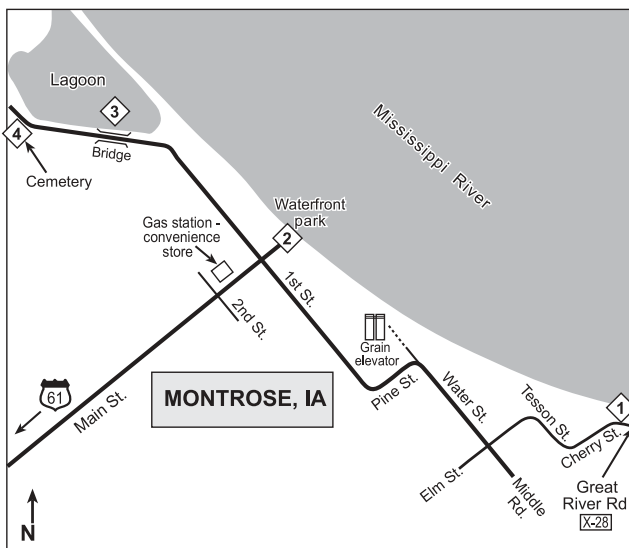 Lagoon
3
4
Bridge
Cemetery
Mississippi River
Waterfront
park
2
Gas station -
convenience
store
1st St.
2nd St.
Grain
elevator
61
Main St.
MONTROSE, IA
Pine St.
Water St.
Tesson St.
1
Cherry St.
Elm St.
Middle
Rd.
Great
River Rd
X-28
N